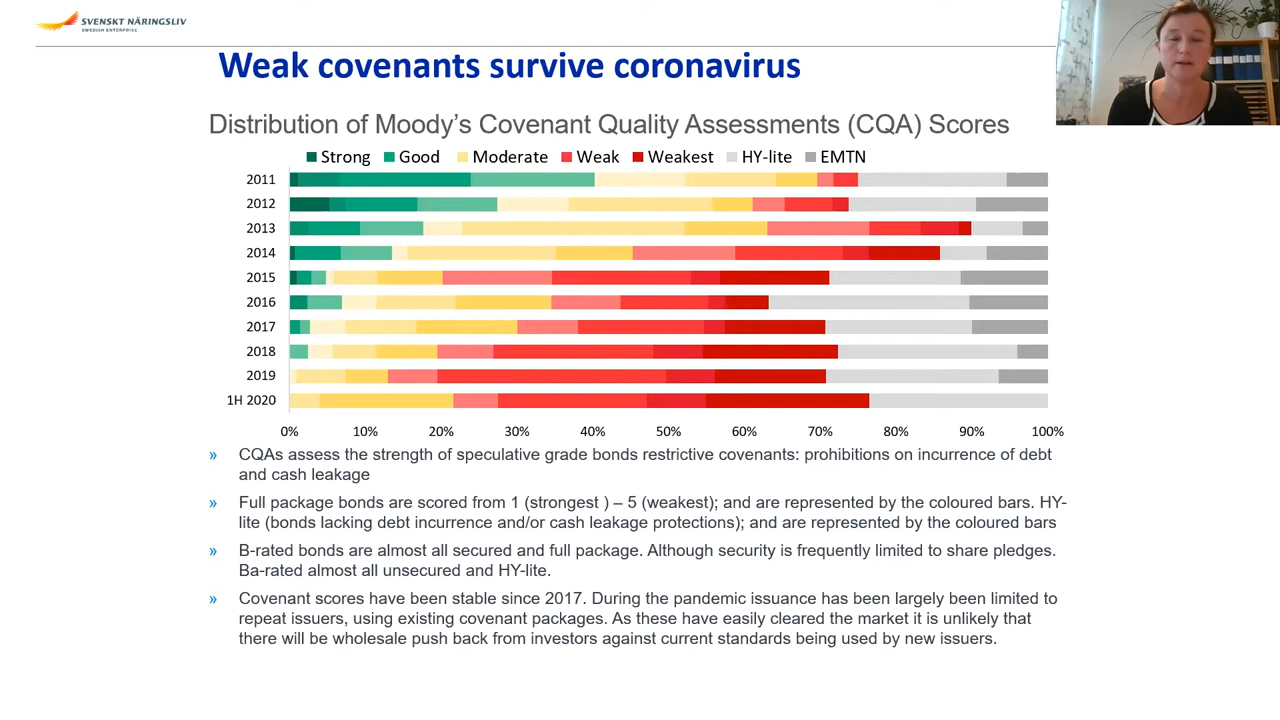 SVENSKT NÄRINGSLIV
SWEDISH ENTERPRISE
Weak covenants survive coronavirus
Distribution of Moody's Covenant Quality Assessments (CQA) Scores
Strong Good Moderate Weak Weakest HY-lite EMTN
2011
2012
2013
2014
2015
2016
2017
2018
2019
1H 2020
0% 10% 20% 30% 40% 50% 60% 70% 80% 90% 100%
» CQAs assess the strength of speculative grade bonds restrictive covenants: prohibitions on incurrence of debt
and cash leakage
» Full package bonds are scored from 1 (strongest ) – 5 (weakest); and are represented by the coloured bars. HY-
lite (bonds lacking debt incurrence and/or cash leakage protections); and are represented by the coloured bars
» B-rated bonds are almost all secured and full package. Although security is frequently limited to share pledges.
Ba-rated almost all unsecured and HY-lite.
» Covenant scores have been stable since 2017. During the pandemic issuance has been largely been limited to
repeat issuers, using existing covenant packages. As these have easily cleared the market it is unlikely that
there will be wholesale push back from investors against current standards being used by new issuers.